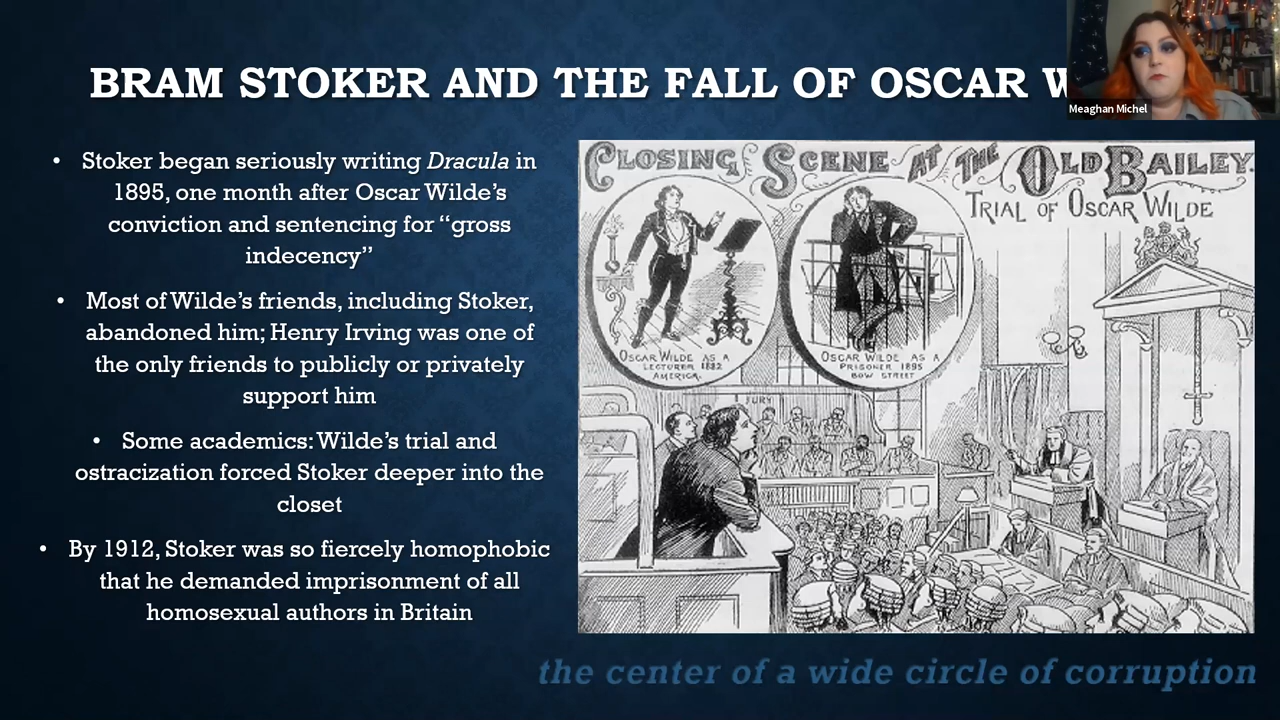 BRAM STOKER AND THE FALL OF OSCAR W
Meaghan Michel
• Stoker began seriously writing Dracula in
1895, one month after Oscar Wilde's
conviction and sentencing for “gross
indecency”
• Most of Wilde's friends, including Stoker,
abandoned him; Henry Irving was one of
the only friends to publicly or privately
support him
• Some academics: Wilde's trial and
ostracization forced Stoker deeper into the
closet
• By 1912, Stoker was so fiercely homophobic
that he demanded imprisonment of all
homosexual authors in Britain
CLOSING SCENE AT THE OLD BAILEY.
TRIAL OF OSCAR WILDE
OSCAR WILDE AS A
LECTURER 1882
AMERICA.
OSCAR WILDE AS A
PRISONER 1895
BOW STREET
JURY
the center of a wide circle of corruption